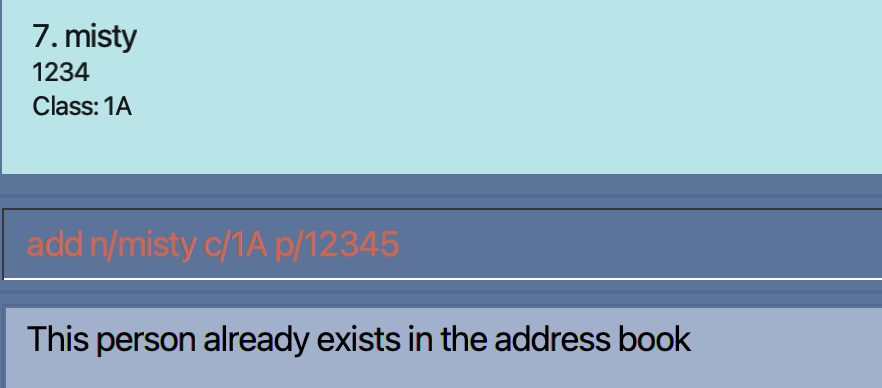 7. misty
1234
Class: 1A
add n/misty c/1A p/12345
This person already exists in the address book